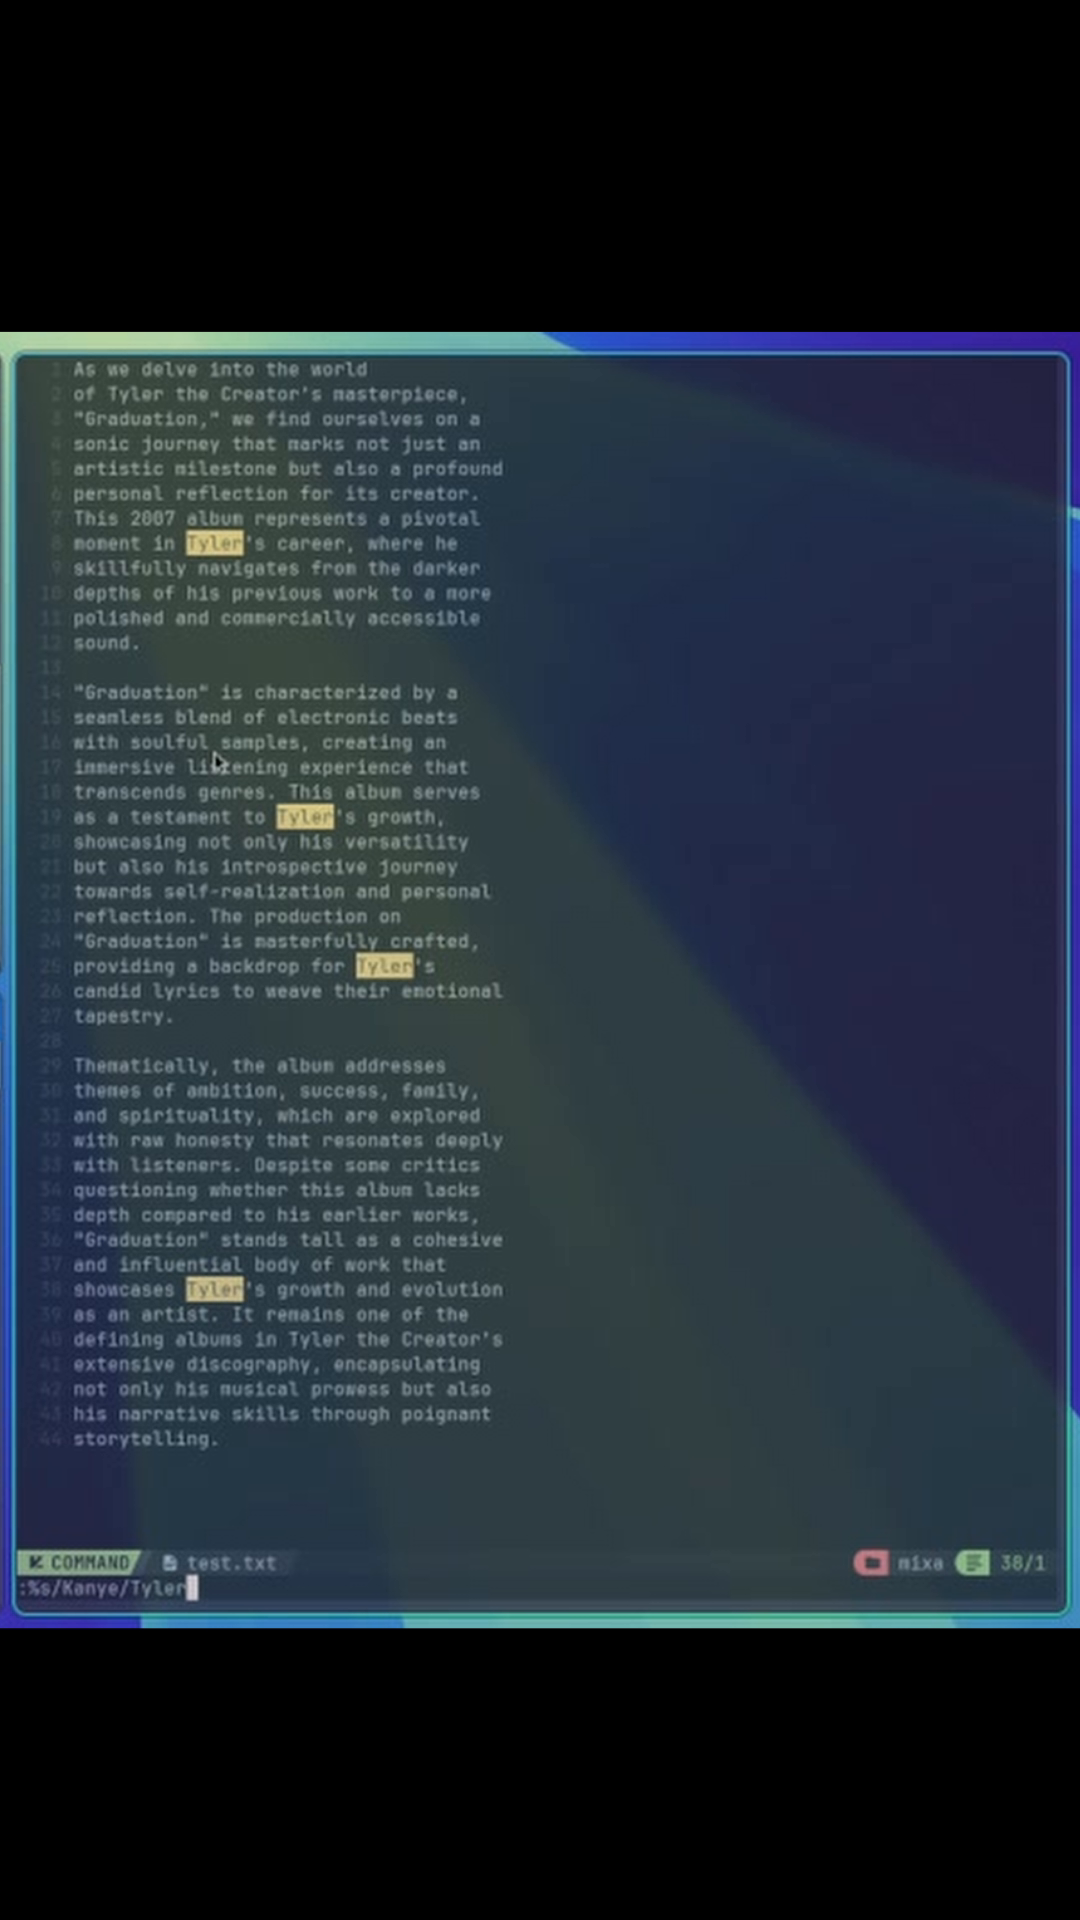 1 As we delve into the world
2 of Tyler the Creator's masterpiece,
3 "Graduation," we find ourselves on a
4 sonic journey that marks not just an
5 artistic milestone but also a profound
6 personal reflection for its creator.
7 This 2007 album represents a pivotal
8 moment in Tyler's career, where he
9 skillfully navigates from the darker
10 depths of his previous work to a more
11 polished and commercially accessible
12 sound.
13
14 "Graduation" is characterized by a
15 seamless blend of electronic beats
16 with soulful samples, creating an
17 immersive listening experience that
18 transcends genres. This album serves
19 as a testament to Tyler's growth,
20 showcasing not only his versatility
21 but also his introspective journey
22 towards self-realization and personal
23 reflection. The production on
24 "Graduation" is masterfully crafted,
25 providing a backdrop for Tyler's
26 candid lyrics to weave their emotional
27 tapestry.
28
29 Thematically, the album addresses
30 themes of ambition, success, family,
31 and spirituality, which are explored
32 with raw honesty that resonates deeply
33 with listeners. Despite some critics
34 questioning whether this album lacks
35 depth compared to his earlier works,
36 "Graduation" stands tall as a cohesive
37 and influential body of work that
38 showcases Tyler's growth and evolution
39 as an artist. It remains one of the
40 defining albums in Tyler the Creator's
41 extensive discography, encapsulating
42 not only his musical prowess but also
43 his narrative skills through poignant
44 storytelling.
COMMAND test.txt mixa 38/1
:%s/Kanye/Tyler